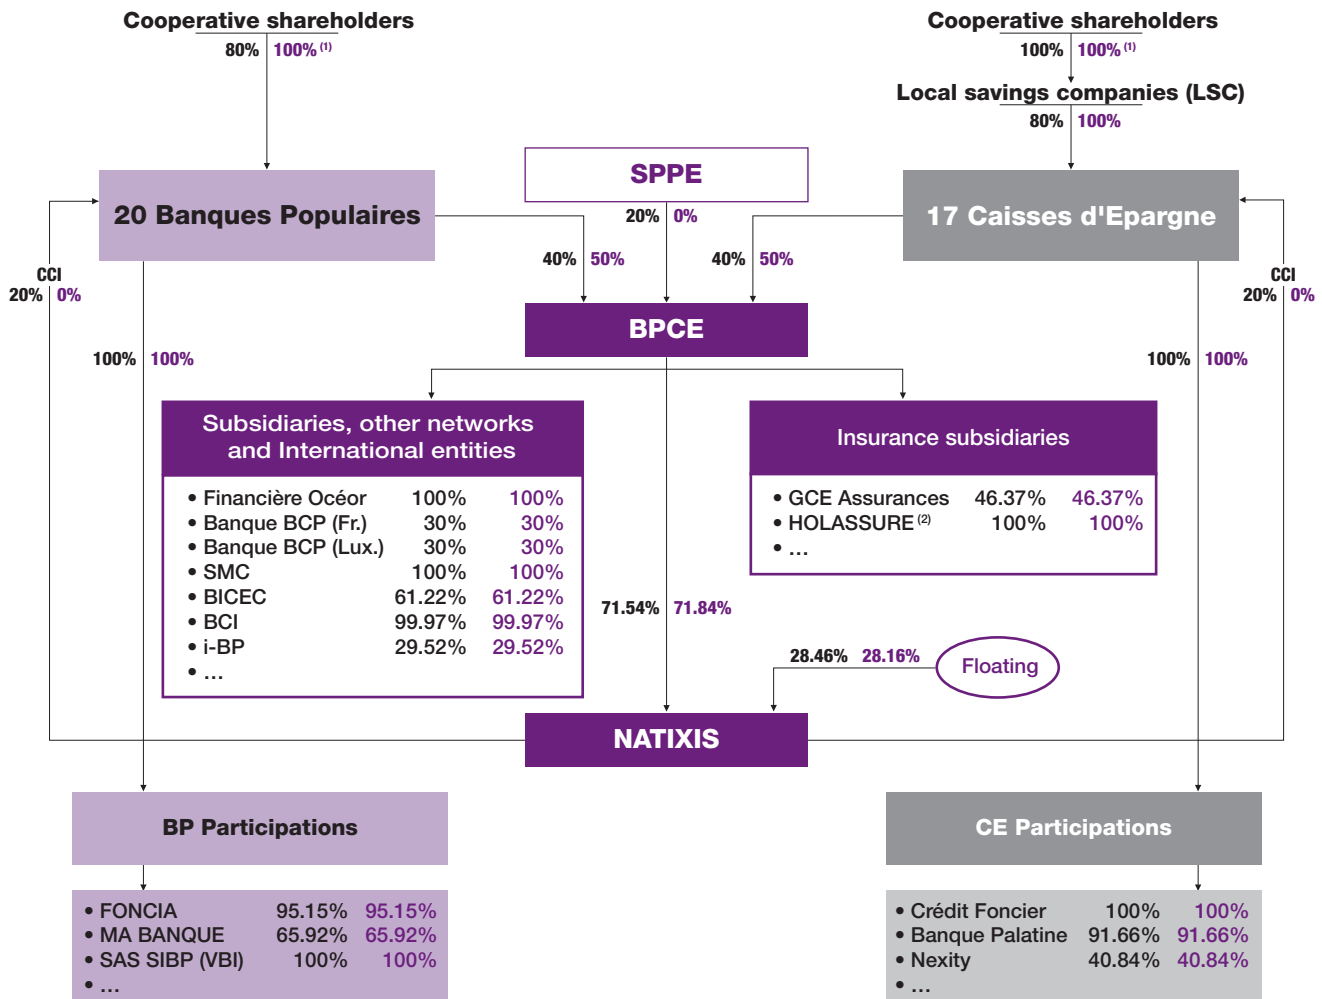 Cooperative shareholders
80% 100% (1)
Cooperative shareholders
100% 100% (1)
Local savings companies (LSC)
80% 100%
SPPE
20% 0%
20 Banques Populaires
17 Caisses d'Epargne
40% 50%
40% 50%
CCI
20% 0%
CCI
20% 0%
BPCE
100% 100%
100% 100%
Subsidiaries, other networks
and International entities
• Financière Océor 100% 100%
• Banque BCP (Fr.) 30% 30%
• Banque BCP (Lux.) 30% 30%
• SMC 100% 100%
• BICEC 61.22% 61.22%
• BCI 99.97% 99.97%
• i-BP 29.52% 29.52%
• ...
Insurance subsidiaries
• GCE Assurances 46.37% 46.37%
• HOLASSURE (2) 100% 100%
• ...
71.54% 71.84%
28.46% 28.16%
Floating
NATIXIS
BP Participations
• FONCIA 95.15% 95.15%
• MA BANQUE 65.92% 65.92%
• SAS SIBP (VBI) 100% 100%
• ...
CE Participations
• Crédit Foncier 100% 100%
• Banque Palatine 91.66% 91.66%
• Nexity 40.84% 40.84%
• ...